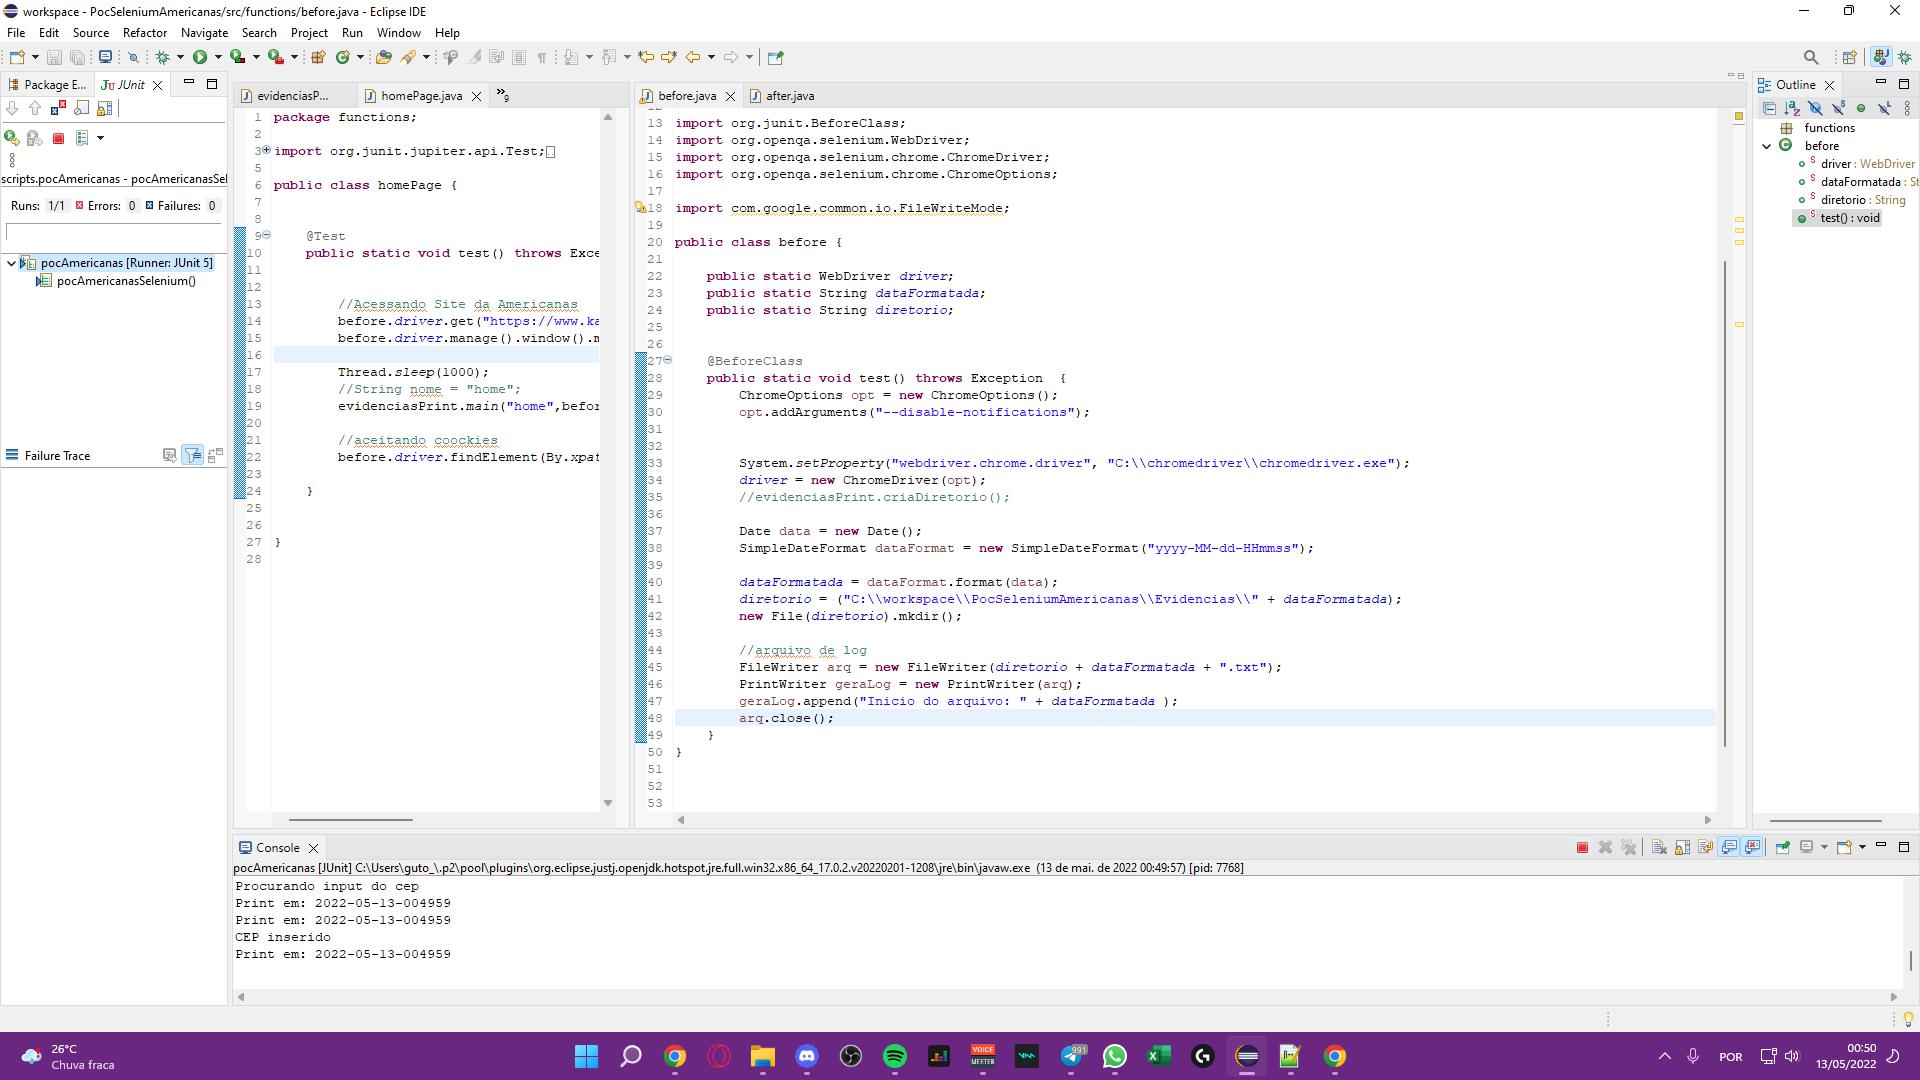 workspace - PocSeleniumAmericanas/src/functions/before.java - Eclipse IDE
File Edit Source Refactor Navigate Search Project Run Window Help
Package E... JUnit
scripts.pocAmericanas - pocAmericanasSel
Runs: 1/1 Errors: 0 Failures: 0
pocAmericanas [Runner: JUnit 5]
pocAmericanasSelenium()
Failure Trace
evidenciasP... homePage.java 9
1 package functions;
2
3 import org.junit.jupiter.api.Test;
5
6 public class homePage {
7
8
9 @Test
10 public static void test() throws Exce
11
12
13 //Acessando Site da Americanas
14 before.driver.get("https://www.ka
15 before.driver.manage().window().m
16
17 Thread.sleep(1000);
18 //String nome = "home";
19 evidenciasPrint.main("home",befor
20
21 //aceitando coockies
22 before.driver.findElement(By.xpat
23
24 }
25
26
27 }
28
before.java after.java
13 import org.junit.BeforeClass;
14 import org.openqa.selenium.WebDriver;
15 import org.openqa.selenium.chrome.ChromeDriver;
16 import org.openqa.selenium.chrome.ChromeOptions;
17
18 import com.google.common.io.FileWriteMode;
19
20 public class before {
21
22 public static WebDriver driver;
23 public static String dataFormatada;
24 public static String diretorio;
25
26
27 @BeforeClass
28 public static void test() throws Exception {
29 ChromeOptions opt = new ChromeOptions();
30 opt.addArguments("--disable-notifications");
31
32
33 System.setProperty("webdriver.chrome.driver", "C:\\chromedriver\\chromedriver.exe");
34 driver = new ChromeDriver(opt);
35 //evidenciasPrint.criaDiretorio();
36
37 Date data = new Date();
38 SimpleDateFormat dataFormat = new SimpleDateFormat("yyyy-MM-dd-HHmmss");
39
40 dataFormatada = dataFormat.format(data);
41 diretorio = ("C:\\workspace\\PocSeleniumAmericanas\\Evidencias\\" + dataFormatada);
42 new File(diretorio).mkdir();
43
44 //arquivo de log
45 FileWriter arq = new FileWriter(diretorio + dataFormatada + ".txt");
46 PrintWriter geraLog = new PrintWriter(arq);
47 geraLog.append("Inicio do arquivo: " + dataFormatada );
48 arq.close();
49 }
50 }
51
52
53
Outline
functions
before
driver : WebDriver
dataFormatada : St
diretorio : String
test() : void
Console
pocAmericanas [JUnit] C:\Users\guto_\.p2\pool\plugins\org.eclipse.justj.openjdk.hotspot.jre.full.win32.x86_64_17.0.2.v20220201-1208\jre\bin\javaw.exe (13 de mai. de 2022 00:49:57) [pid: 7768]
Procurando input do cep
Print em: 2022-05-13-004959
Print em: 2022-05-13-004959
CEP inserido
Print em: 2022-05-13-004959
26°C
Chuva fraca
VOICE
MEETER
991
POR
00:50
13/05/2022